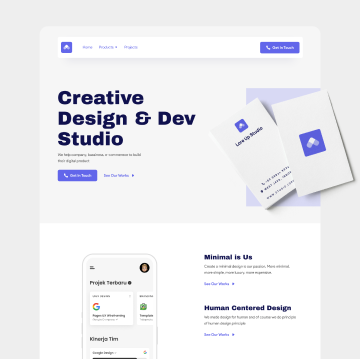 Home Products Projects
Get in Touch
Creative
Design & Dev
Studio
We help company, business, e-commerce to build
their digital product
Get in Touch See Our Works
Love Up Studio
Minimal is Us
Create a minimal design is our passion. More minimal,
more simple, more luxury, more expensive.
See Our Works
Human Centered Design
We made design for human and of course we do principle
of human design principle.
See Our Works
Projek Terbaru
Kinerja Tim